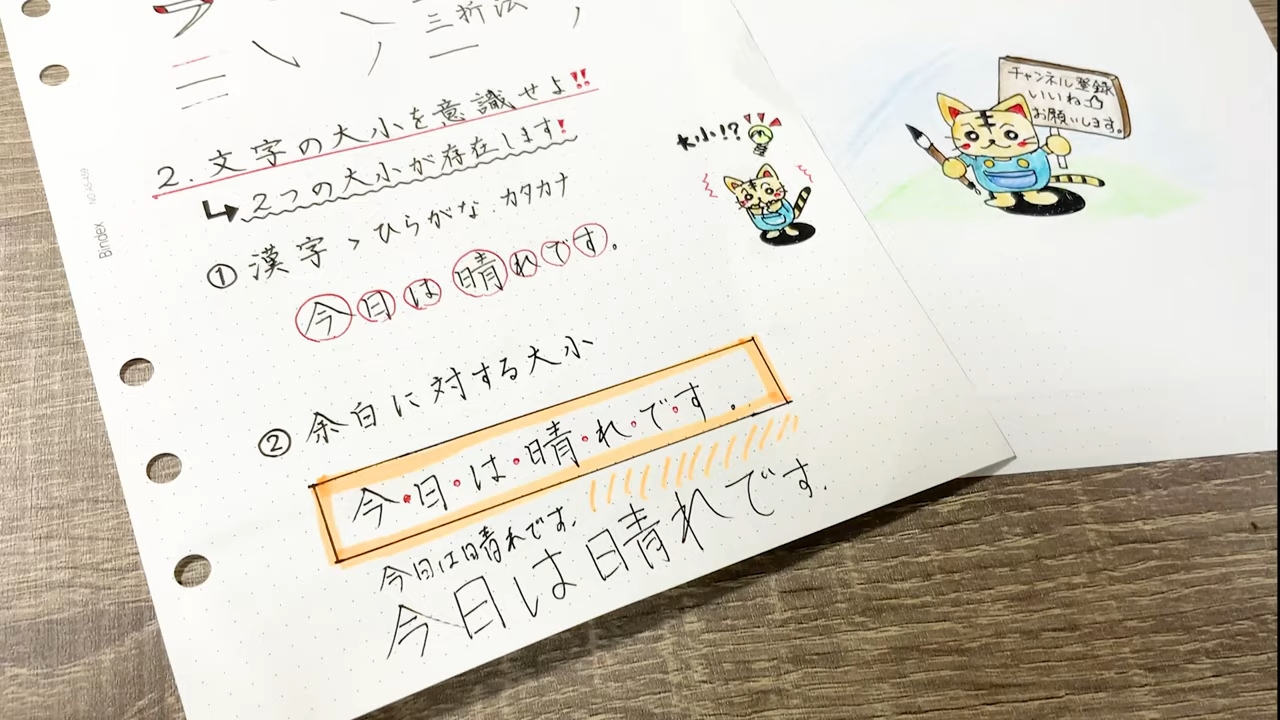 三折法
2. 文字の大小を意識せよ!!
↳ 2つの大小が存在します!
① 漢字 > ひらがな. カタカナ
今日は晴れです。
② 余白に対する大小
今・日・は・晴・れ・で・す。
今日は晴れです.
今日は晴れです.
大小!?
チャンネル登録
いいね
お願いします。
Bindex